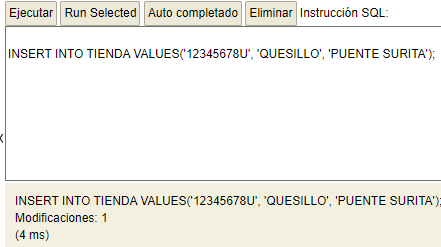 Ejecutar Run Selected Auto completado Eliminar Instrucción SQL:
INSERT INTO TIENDA VALUES('12345678U', 'QUESILLO', 'PUENTE SURITA');
INSERT INTO TIENDA VALUES('12345678U', 'QUESILLO', 'PUENTE SURITA');
Modificaciones: 1
(4 ms)